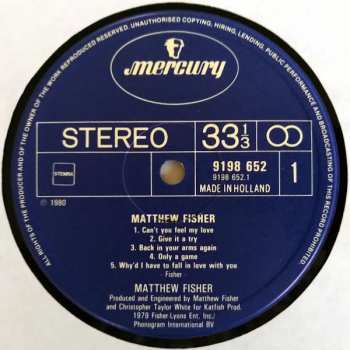 ALL RIGHTS OF THE PRODUCER AND OF THE OWNER OF THE WORK REPRODUCED RESERVED. UNAUTHORISED COPYING, HIRING, LENDING, PUBLIC PERFORMANCE AND BROADCASTING OF THIS RECORD PROHIBITED.
mercury
STEREO
33 1/3
STEMRA
9198 652
9198 652.1
MADE IN HOLLAND
1
℗ 1980
MATTHEW FISHER
1. Can't you feel my love
2. Give it a try
3. Back in your arms again
4. Only a game
5. Why'd I have to fall in love with you
- Fisher -
MATTHEW FISHER
Produced and Engineered by Matthew Fisher
and Christopher Taylor White for Katfish Prod.
1979 Fisher-Lyons Ent. Inc./
Phonogram International BV